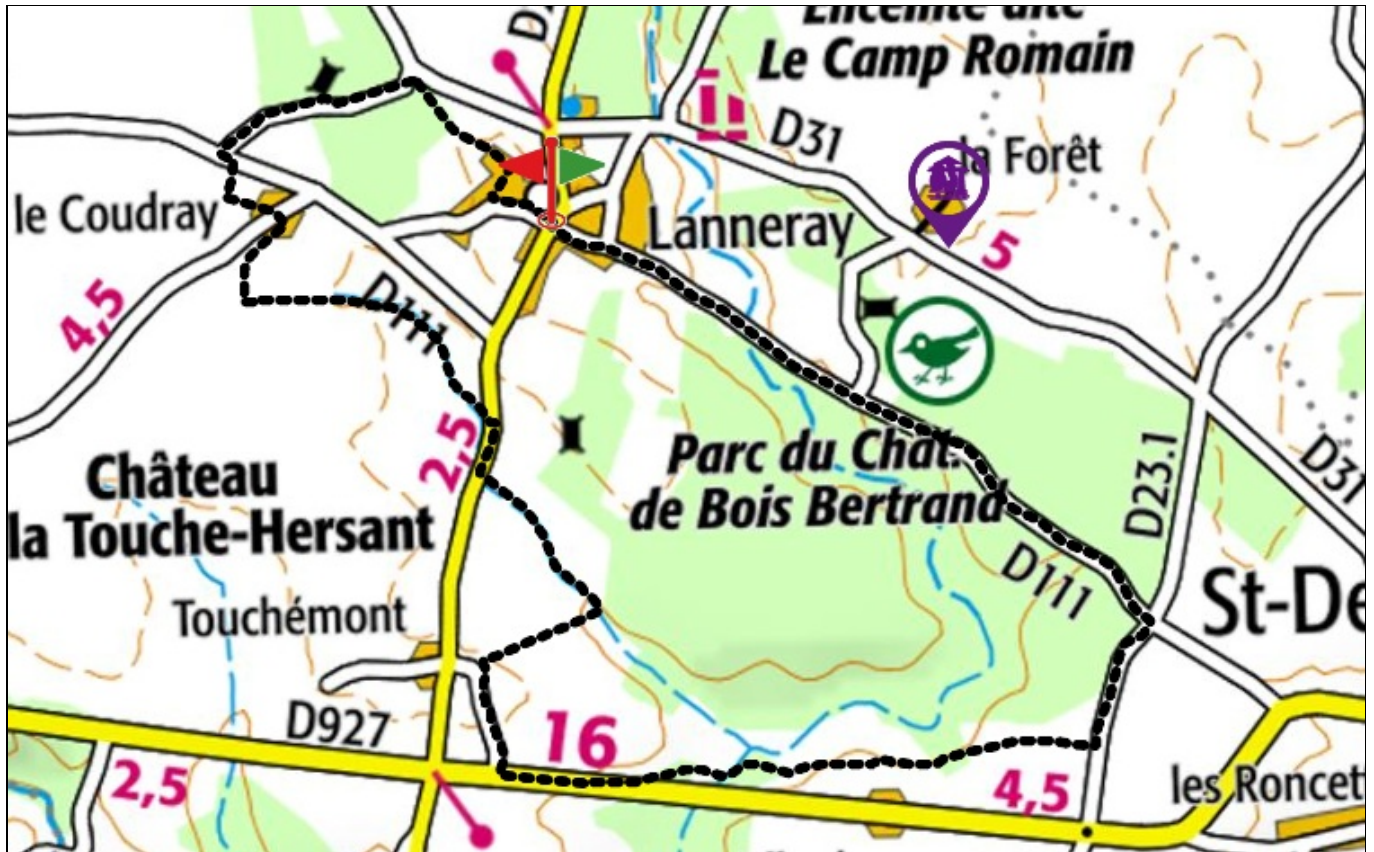 Enceinte dite
Le Camp Romain
D31
la Forêt
le Coudray
Lanneray
5
4,5
D111
2,5
Château
la Touche-Hersant
Parc du Chât.
de Bois Bertrand
D23.1
D31
D111
St-De
Touchémont
D927
16
2,5
4,5
les Roncet